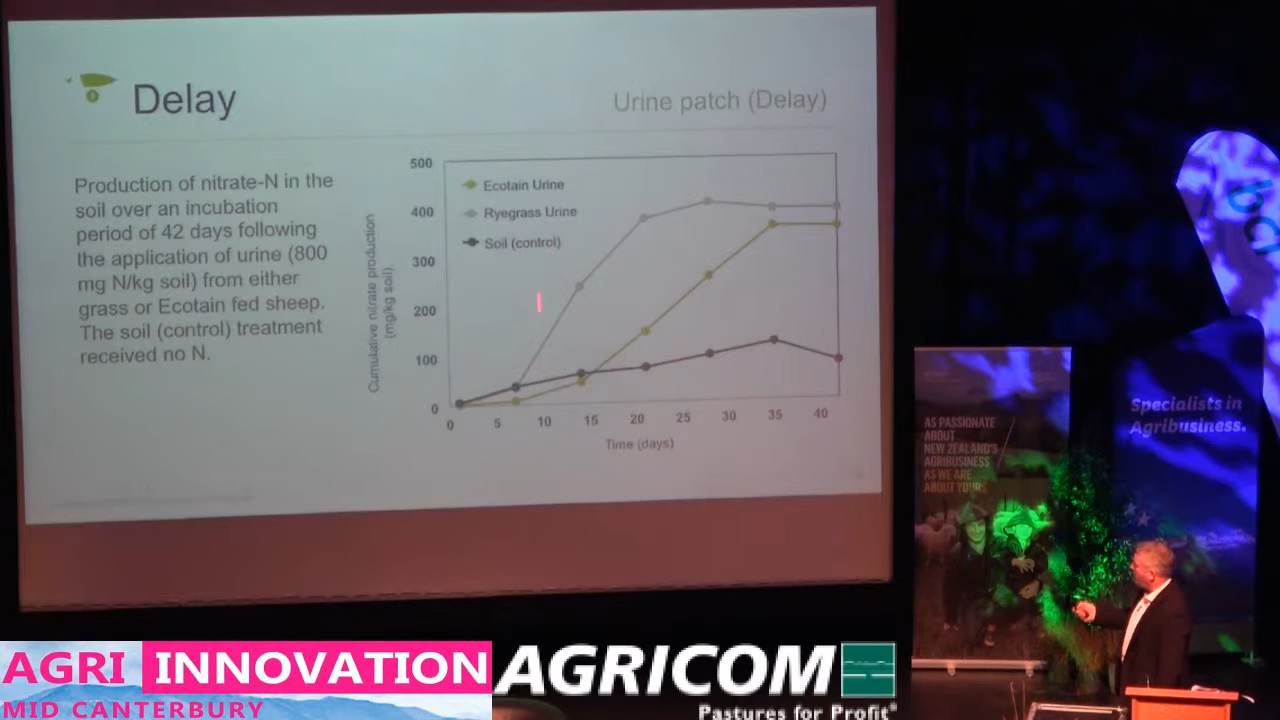 Delay
Urine patch (Delay)
Production of nitrate-N in the
soil over an incubation
period of 42 days following
the application of urine (800
mg N/kg soil) from either
grass or Ecotain fed sheep.
The soil (control) treatment
received no N.
Cumulative nitrate production
(mg/kg soil)
500
400
300
200
100
0
Ecotain Urine
Ryegrass Urine
Soil (control)
0 5 10 15 20 25 30 35 40
Time (days)
AS PASSIONATE
ABOUT
NEW ZEALAND'S
AGRIBUSINESS
AS WE ARE
ABOUT YOURS
Specialists in
Agribusiness.
AGRI INNOVATION
MID CANTERBURY
AGRICOM
Pastures for Profit®